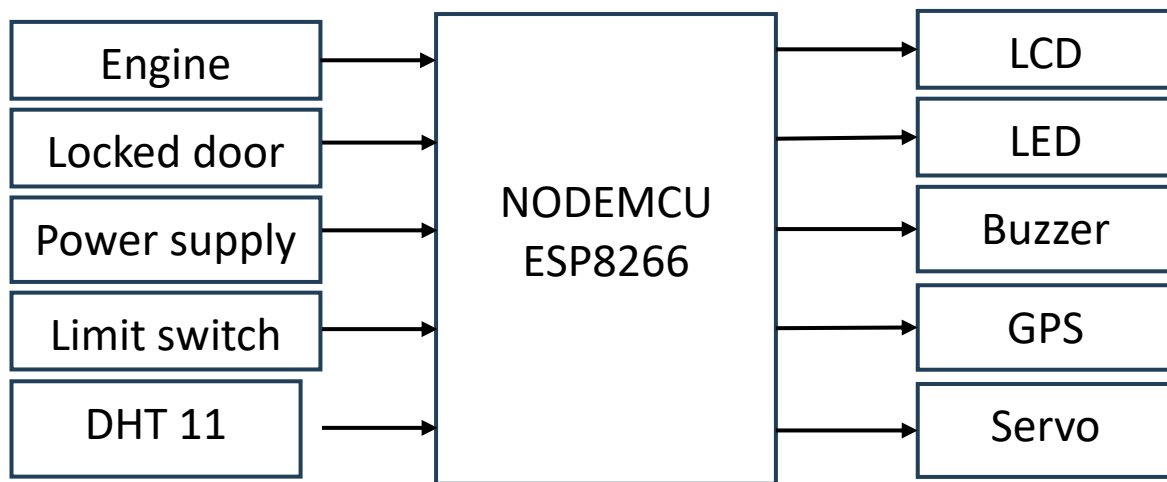 Engine
Locked door
Power supply
Limit switch
DHT 11
NODEMCU
ESP8266
LCD
LED
Buzzer
GPS
Servo